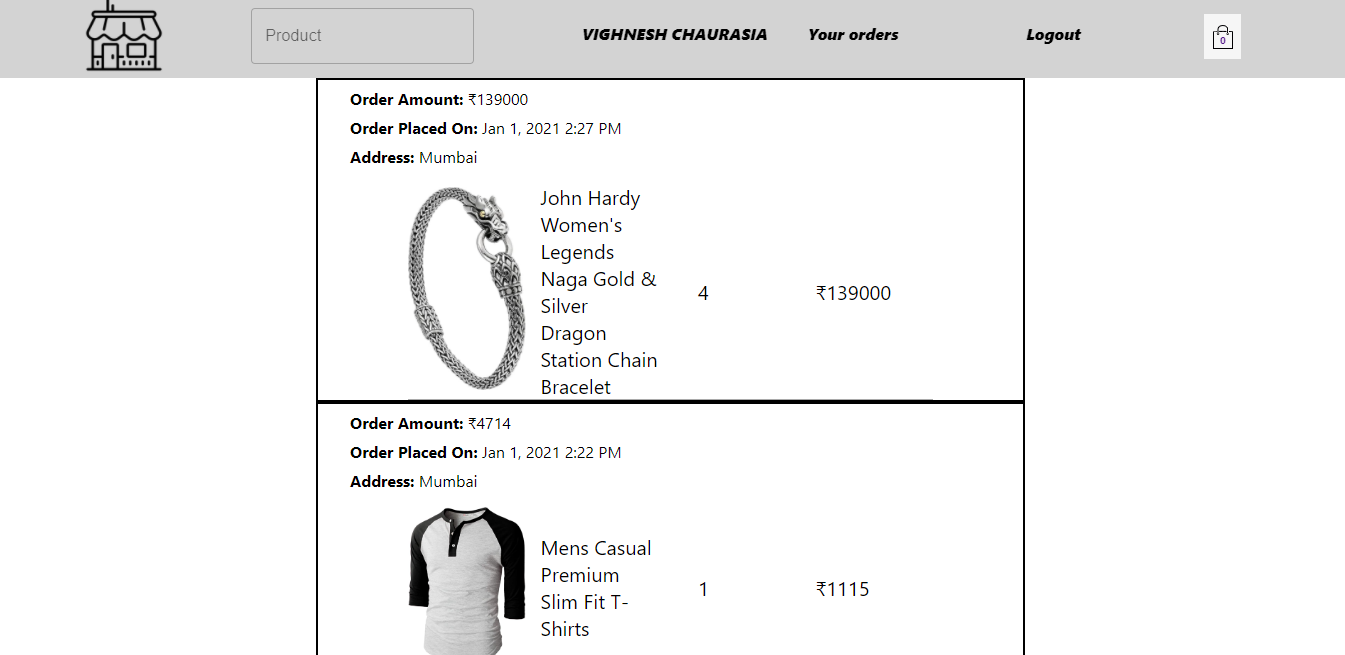 Product
VIGHNESH CHAURASIA
Your orders
Logout
0
Order Amount: ₹139000
Order Placed On: Jan 1, 2021 2:27 PM
Address: Mumbai
John Hardy
Women's
Legends
Naga Gold &
Silver
Dragon
Station Chain
Bracelet
4
₹139000
Order Amount: ₹4714
Order Placed On: Jan 1, 2021 2:22 PM
Address: Mumbai
Mens Casual
Premium
Slim Fit T-
Shirts
1
₹1115